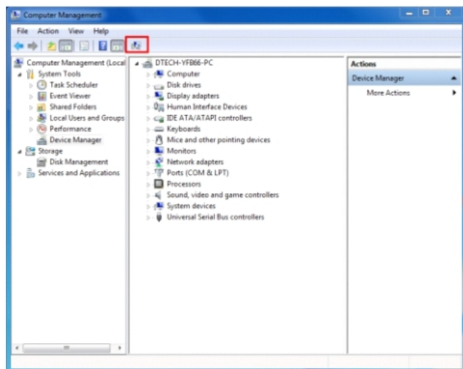 Computer Management
File Action View Help
Computer Management (Local
System Tools
Task Scheduler
Event Viewer
Shared Folders
Local Users and Groups
Performance
Device Manager
Storage
Disk Management
Services and Applications
DTECH-YFB66-PC
Computer
Disk drives
Display adapters
Human Interface Devices
IDE ATA/ATAPI controllers
Keyboards
Mice and other pointing devices
Monitors
Network adapters
Ports (COM & LPT)
Processors
Sound, video and game controllers
System devices
Universal Serial Bus controllers
Actions
Device Manager
More Actions